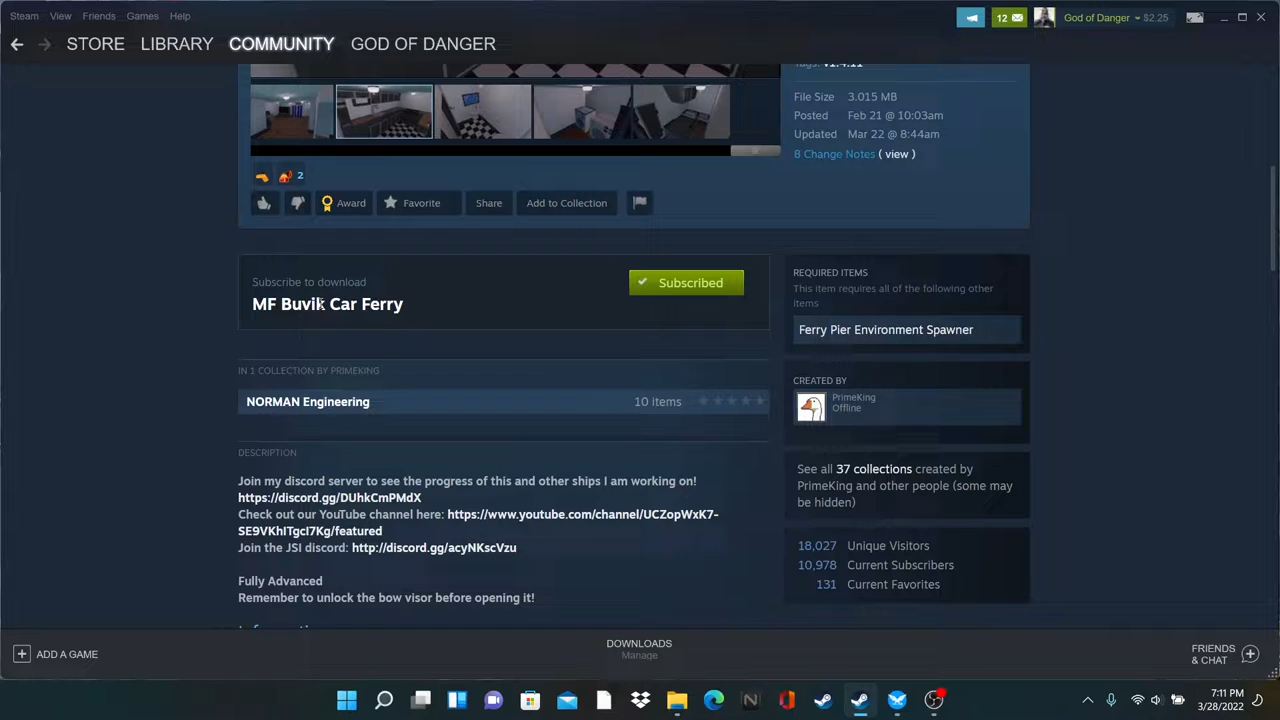 Steam View Friends Games Help
12 God of Danger $2.25
STORE LIBRARY COMMUNITY GOD OF DANGER
Tags: v1.4.11
File Size 3.015 MB
Posted Feb 21 @ 10:03am
Updated Mar 22 @ 8:44am
8 Change Notes ( view )
2
Award Favorite Share Add to Collection
Subscribe to download
MF Buvik Car Ferry
Subscribed
IN 1 COLLECTION BY PRIMEKING
NORMAN Engineering 10 items
DESCRIPTION
Join my discord server to see the progress of this and other ships I am working on!
https://discord.gg/DUhkCmPMdX
Check out our YouTube channel here: https://www.youtube.com/channel/UCZopWxK7-
SE9VKhITgcI7Kg/featured
Join the JSI discord: http://discord.gg/acyNKscVzu
Fully Advanced
Remember to unlock the bow visor before opening it!
REQUIRED ITEMS
This item requires all of the following other
items
Ferry Pier Environment Spawner
CREATED BY
PrimeKing
Offline
See all 37 collections created by
PrimeKing and other people (some may
be hidden)
18,027 Unique Visitors
10,978 Current Subscribers
131 Current Favorites
ADD A GAME
DOWNLOADS
Manage
FRIENDS
& CHAT
7:11 PM
3/28/2022